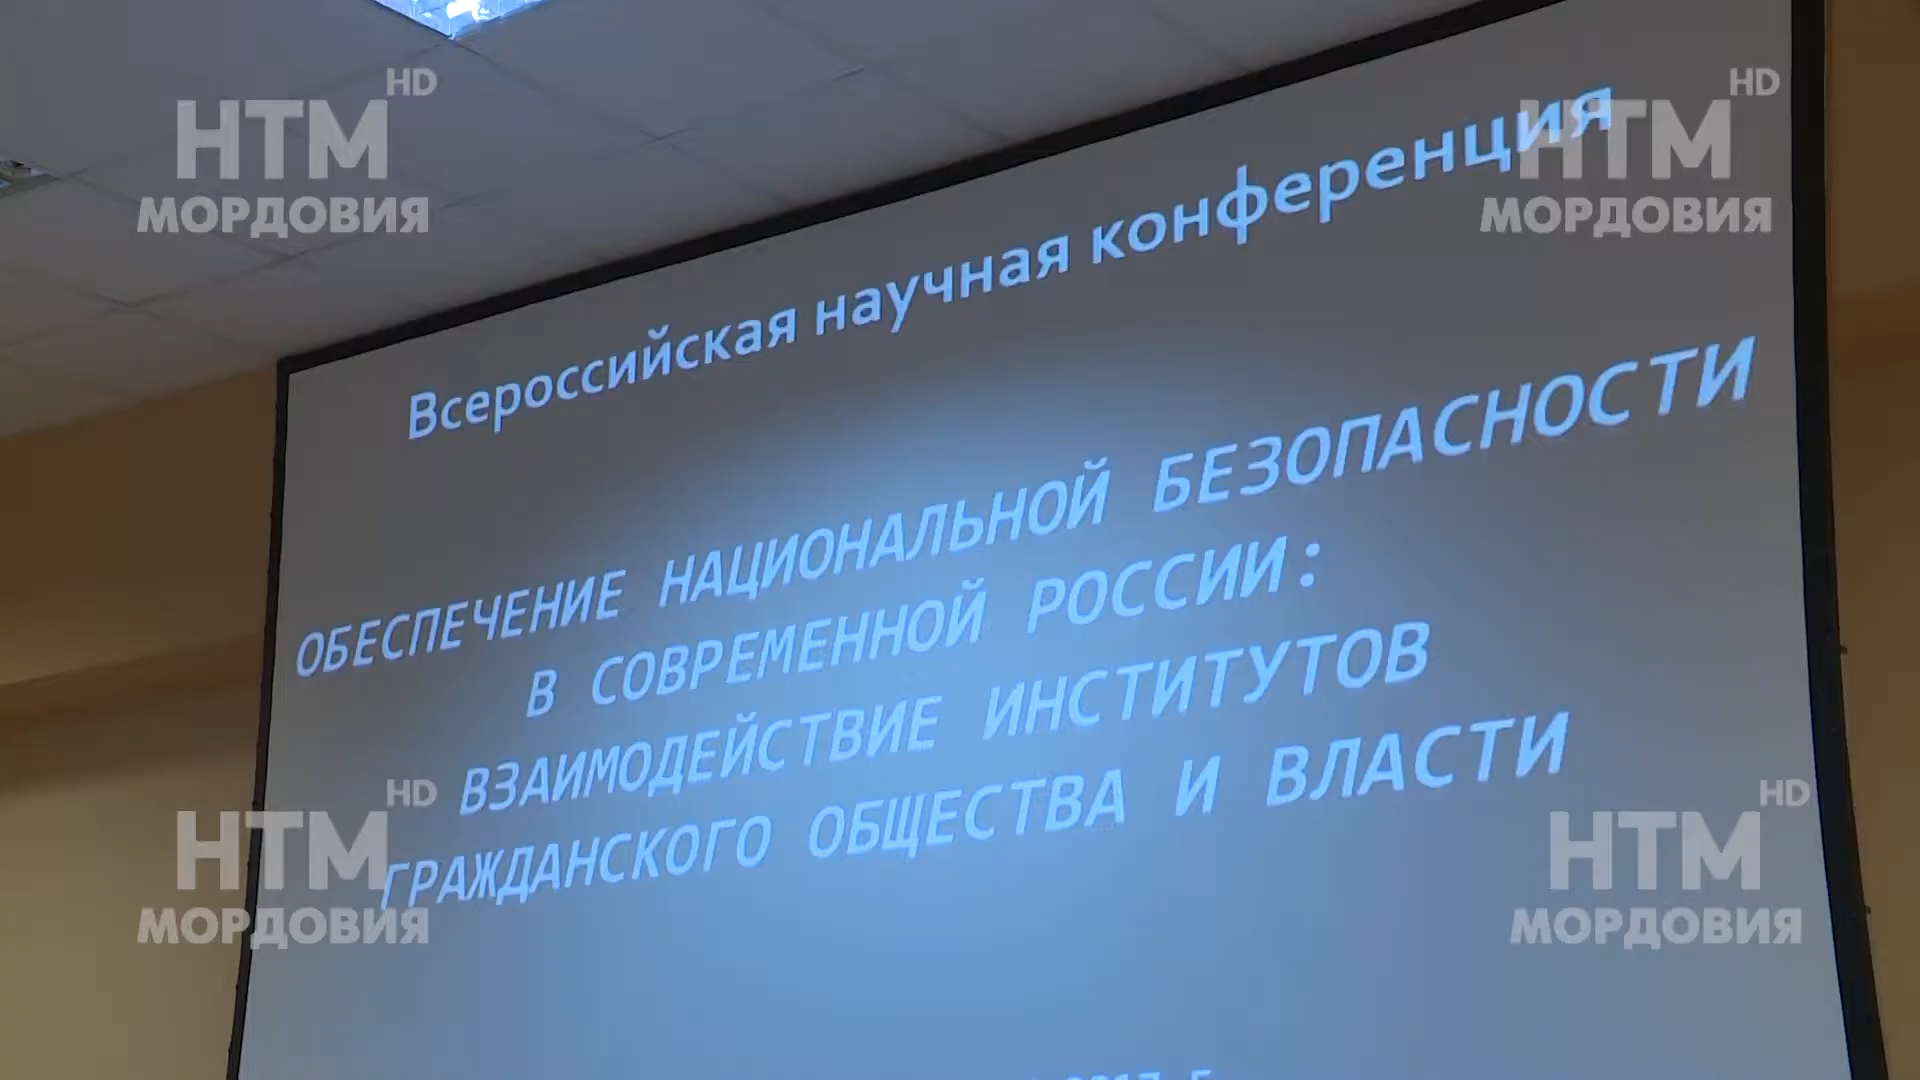 HD
НТМ
МОРДОВИЯ
HD
НТМ
МОРДОВИЯ
Всероссийская научная конференция
ОБЕСПЕЧЕНИЕ НАЦИОНАЛЬНОЙ БЕЗОПАСНОСТИ
В СОВРЕМЕННОЙ РОССИИ:
ВЗАИМОДЕЙСТВИЕ ИНСТИТУТОВ
ГРАЖДАНСКОГО ОБЩЕСТВА И ВЛАСТИ
HD
НТМ
МОРДОВИЯ
HD
НТМ
МОРДОВИЯ